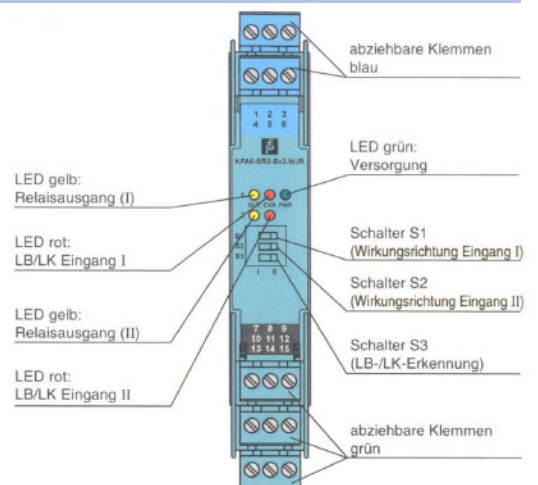 abziehbare Klemmen
blau
1 2 3
4 5 6
KFA6-SR2-Ex2.W.IR
LED grün:
Versorgung
LED gelb:
Relaisausgang (I)
1
OUT CHK PWR
2
LED rot:
LB/LK Eingang I
Schalter S1
(Wirkungsrichtung Eingang I)
S1
S2
S3
I II
Schalter S2
(Wirkungsrichtung Eingang II)
LED gelb:
Relaisausgang (II)
7 8 9
10 11 12
13 14 15
Schalter S3
(LB-/LK-Erkennung)
LED rot:
LB/LK Eingang II
abziehbare Klemmen
grün